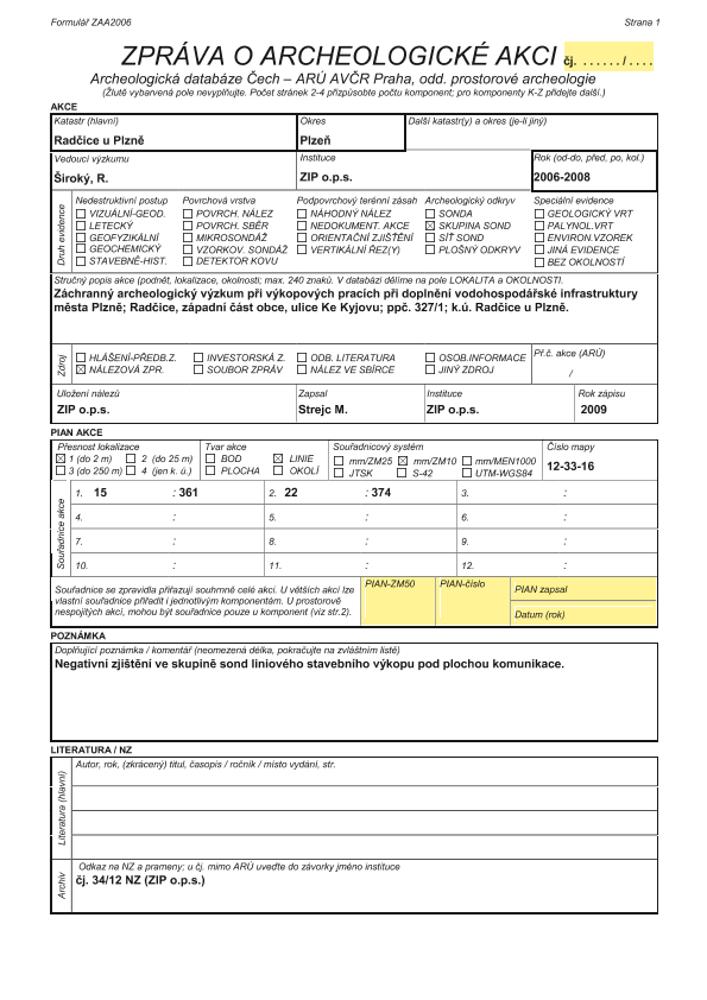 Formulář ZAA2006
Strana 1
ZPRÁVA O ARCHEOLOGICKÉ AKCI čj. ....../....
Archeologická databáze Čech – ARÚ AVČR Praha, odd. prostorové archeologie
(Žlutě vybarvená pole nevyplňujte. Počet stránek 2-4 přizpůsobte počtu komponent; pro komponenty K-Z přidejte další.)
AKCE
Katastr (hlavní) Okres Další katastr(y) a okres (je-li jiný)
Radčice u Plzně Plzeň
Vedoucí výzkumu Instituce Rok (od-do, před, po, kol.)
Široký, R. ZIP o.p.s. 2006-2008
Druh evidence
Nedestruktivní postup Povrchová vrstva Podpovrchový terénní zásah Archeologický odkryv Speciální evidence
VIZUÁLNÍ-GEOD. POVRCH. NÁLEZ NÁHODNÝ NÁLEZ SONDA GEOLOGICKÝ VRT
LETECKÝ POVRCH. SBĚR NEDOKUMENT. AKCE ☒ SKUPINA SOND PALYNOL.VRT
GEOFYZIKÁLNÍ MIKROSONDÁŽ ORIENTAČNÍ ZJIŠTĚNÍ SÍŤ SOND ENVIRON.VZOREK
GEOCHEMICKÝ VZORKOV. SONDÁŽ VERTIKÁLNÍ ŘEZ(Y) PLOŠNÝ ODKRYV JINÁ EVIDENCE
STAVEBNĚ-HIST. DETEKTOR KOVU BEZ OKOLNOSTÍ
Stručný popis akce (podnět, lokalizace, okolnosti; max. 240 znaků. V databázi dělíme na pole LOKALITA a OKOLNOSTI.
Záchranný archeologický výzkum při výkopových pracích při doplnění vodohospodářské infrastruktury
města Plzně; Radčice, západní část obce, ulice Ke Kyjovu; ppč. 327/1; k.ú. Radčice u Plzně.
Zdroj
HLÁŠENÍ-PŘEDB.Z. INVESTORSKÁ Z. ODB. LITERATURA OSOB.INFORMACE Př.č. akce (ARÚ)
☒ NÁLEZOVÁ ZPR. SOUBOR ZPRÁV NÁLEZ VE SBÍRCE JINÝ ZDROJ /
Uložení nálezů Zapsal Instituce Rok zápisu
ZIP o.p.s. Strejc M. ZIP o.p.s. 2009
PIAN AKCE
Přesnost lokalizace Tvar akce Souřadnicový systém Číslo mapy
☒ 1 (do 2 m) 2 (do 25 m) BOD ☒ LINIE mm/ZM25 ☒ mm/ZM10 mm/MEN1000 12-33-16
3 (do 250 m) 4 (jen k. ú.) PLOCHA OKOLÍ JTSK S-42 UTM-WGS84
Souřadnice akce
1. 15 : 361 2. 22 : 374 3. :
4. : 5. : 6. :
7. : 8. : 9. :
10. : 11. : 12. :
Souřadnice se zpravidla přiřazují souhrnně celé akci. U větších akcí lze
vlastní souřadnice přiředit i jednotlivým komponentám. U prostorově
nespojitých akcí, mohou být souřadnice pouze u komponent (viz str.2).
PIAN-ZM50 PIAN-číslo PIAN zapsal
Datum (rok)
POZNÁMKA
Doplňující poznámka / komentář (neomezená délka, pokračujte na zvláštním listě)
Negativní zjištění ve skupině sond liniového stavebního výkopu pod plochou komunikace.
LITERATURA / NZ
Literatura (hlavní)
Autor, rok, (zkrácený) titul, časopis / ročník / místo vydání, str.
Archiv
Odkaz na NZ a prameny; u čj. mimo ARÚ uveďte do závorky jméno instituce
čj. 34/12 NZ (ZIP o.p.s.)